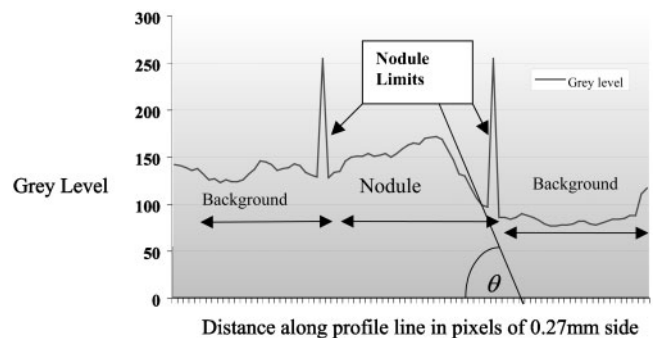 300
250
200
150
100
50
0
Grey Level
Nodule
Limits
Grey level
Background
Nodule
Background
θ
Distance along profile line in pixels of 0.27mm side